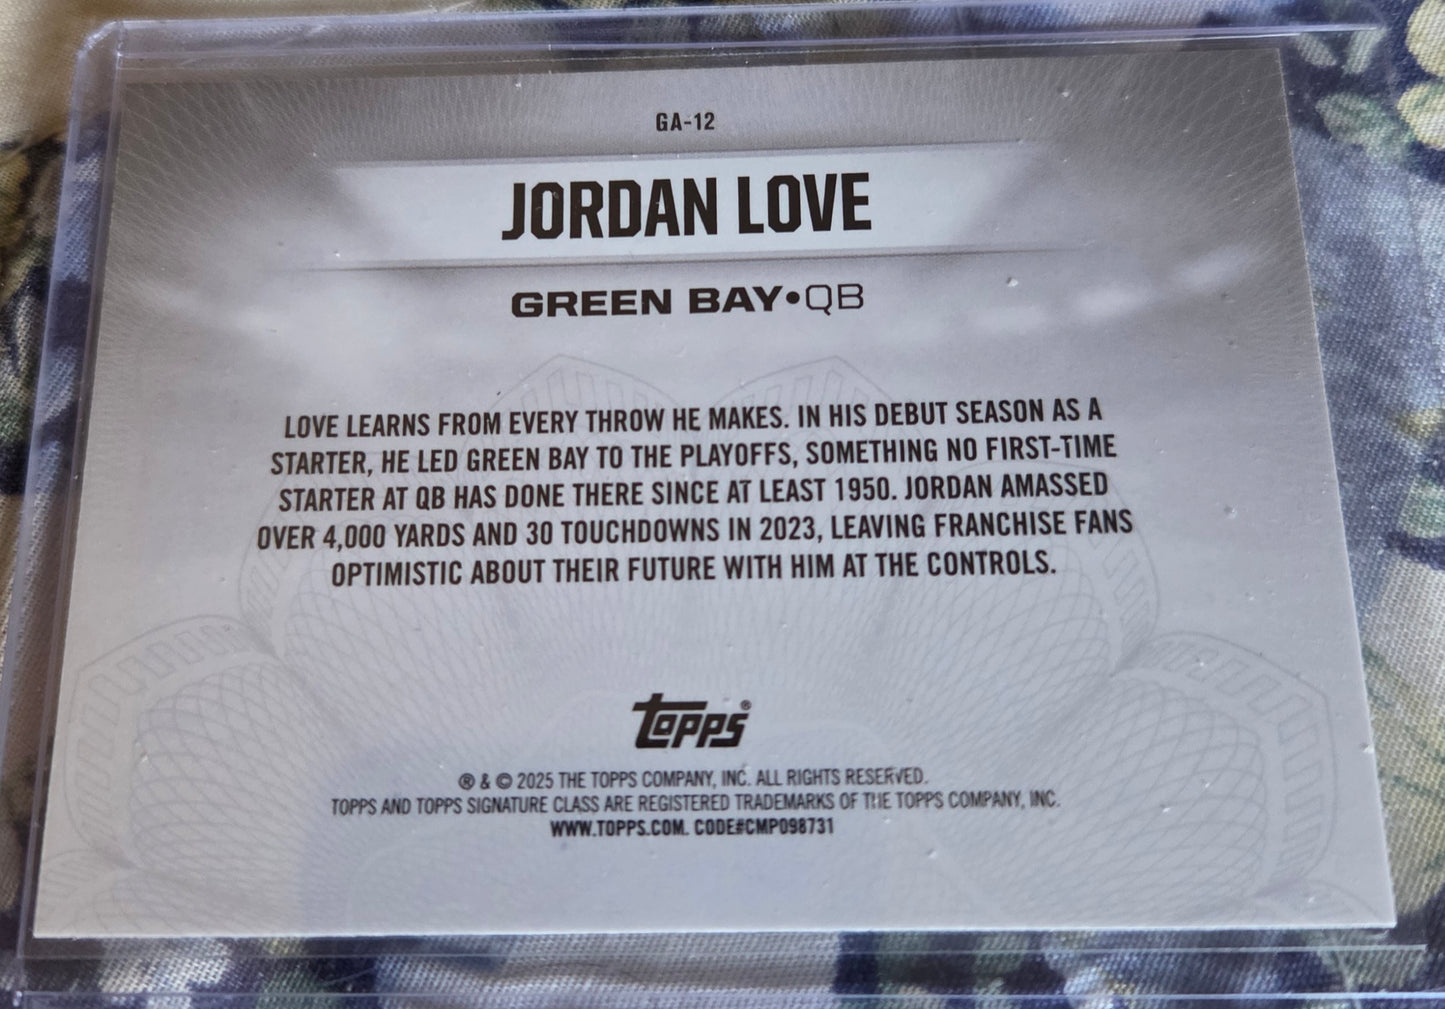 GA-12
JORDAN LOVE
GREEN BAY•QB
LOVE LEARNS FROM EVERY THROW HE MAKES. IN HIS DEBUT SEASON AS A
STARTER, HE LED GREEN BAY TO THE PLAYOFFS, SOMETHING NO FIRST-TIME
STARTER AT QB HAS DONE THERE SINCE AT LEAST 1950. JORDAN AMASSED
OVER 4,000 YARDS AND 30 TOUCHDOWNS IN 2023, LEAVING FRANCHISE FANS
OPTIMISTIC ABOUT THEIR FUTURE WITH HIM AT THE CONTROLS.
topps®
® & © 2025 THE TOPPS COMPANY, INC. ALL RIGHTS RESERVED.
TOPPS AND TOPPS SIGNATURE CLASS ARE REGISTERED TRADEMARKS OF THE TOPPS COMPANY, INC.
WWW.TOPPS.COM. CODE#CMP098731